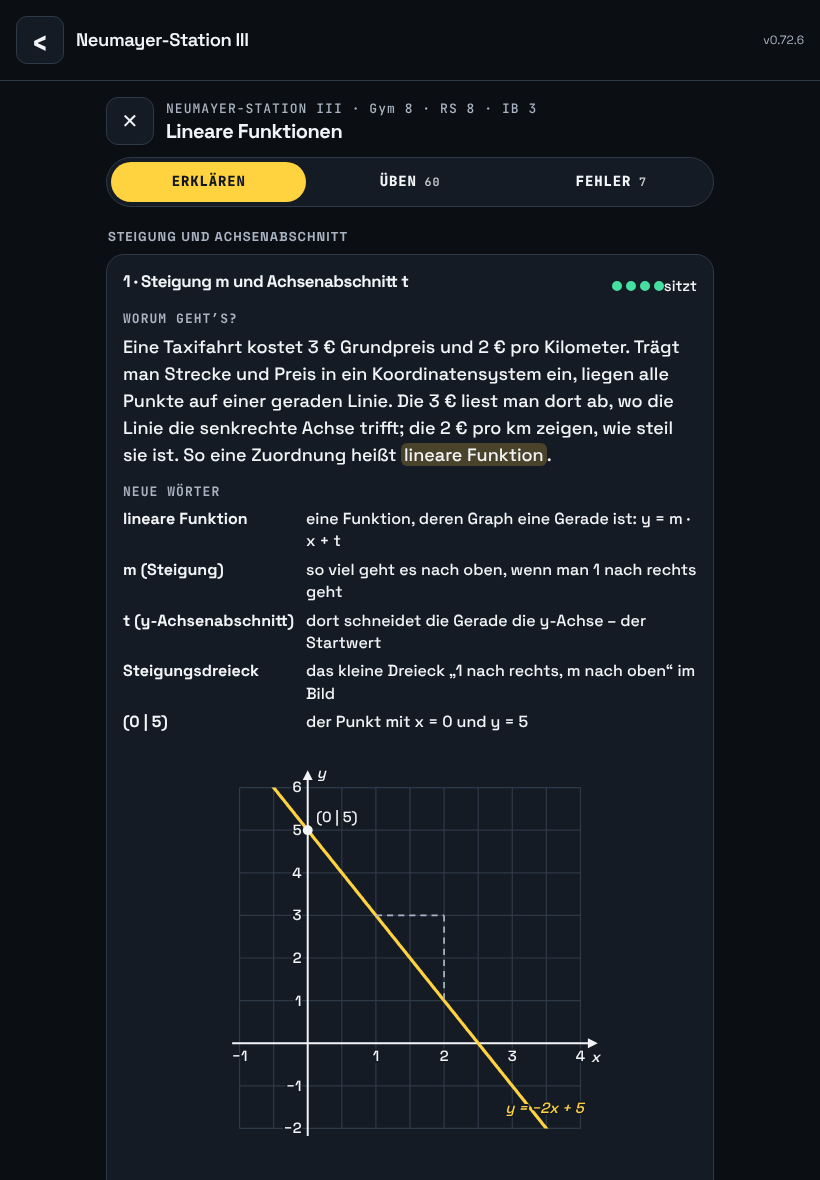 <
Neumayer-Station III
v0.72.6
×
NEUMAYER-STATION III · Gym 8 · RS 8 · IB 3
Lineare Funktionen
ERKLÄREN
ÜBEN 60
FEHLER 7
STEIGUNG UND ACHSENABSCHNITT
1 · Steigung m und Achsenabschnitt t
sitzt
WORUM GEHT’S?
Eine Taxifahrt kostet 3 € Grundpreis und 2 € pro Kilometer. Trägt
man Strecke und Preis in ein Koordinatensystem ein, liegen alle
Punkte auf einer geraden Linie. Die 3 € liest man dort ab, wo die
Linie die senkrechte Achse trifft; die 2 € pro km zeigen, wie steil
sie ist. So eine Zuordnung heißt lineare Funktion.
NEUE WÖRTER
lineare Funktion
eine Funktion, deren Graph eine Gerade ist: y = m ·
x + t
m (Steigung)
so viel geht es nach oben, wenn man 1 nach rechts
geht
t (y-Achsenabschnitt)
dort schneidet die Gerade die y-Achse – der
Startwert
Steigungsdreieck
das kleine Dreieck „1 nach rechts, m nach oben“ im
Bild
(0 | 5)
der Punkt mit x = 0 und y = 5
y
6
(0 | 5)
5
4
3
2
1
−1
1
2
3
4
x
−1
y = −2x + 5
−2